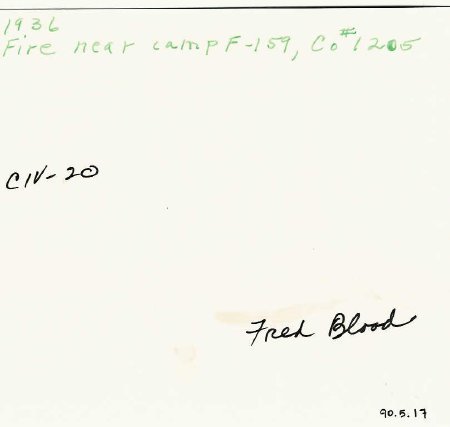 1936
Fire near camp F-159, Co #1205
CIV-20
Fred Blood
90.5.17